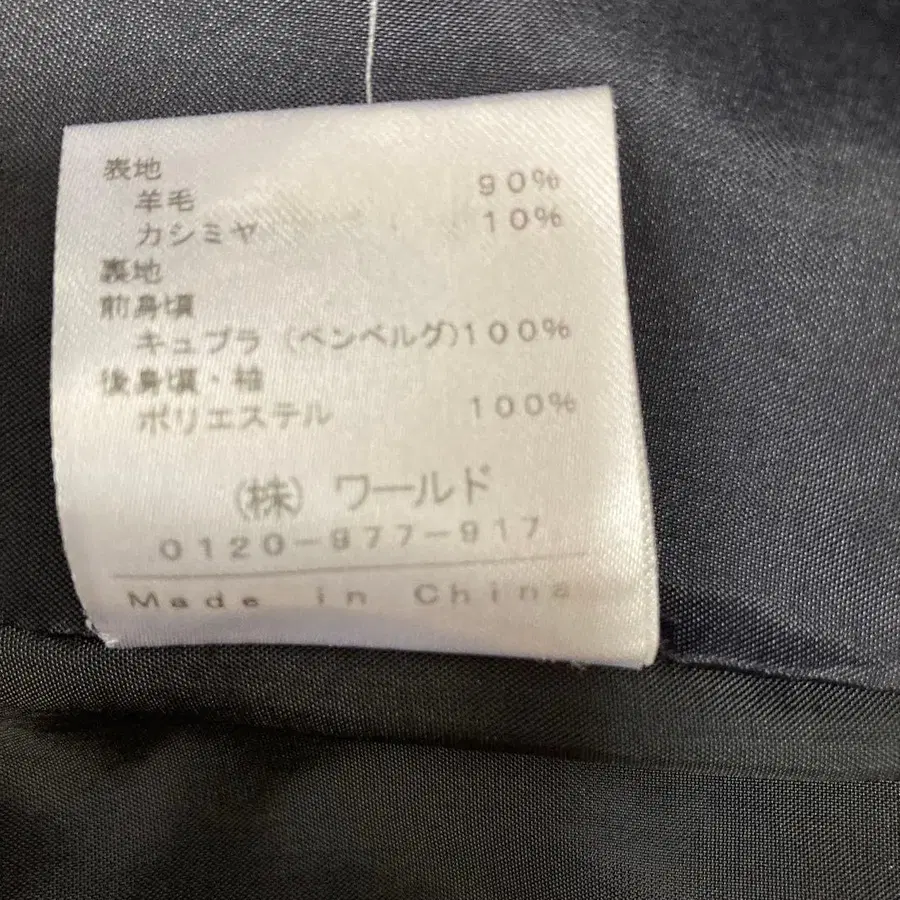 表地
羊毛 90%
カシミヤ 10%
裏地
前身頃
キュプラ (ベンベルグ)100%
後身頃・袖
ポリエステル 100%
(株) ワールド
0120-977-917
Made in China